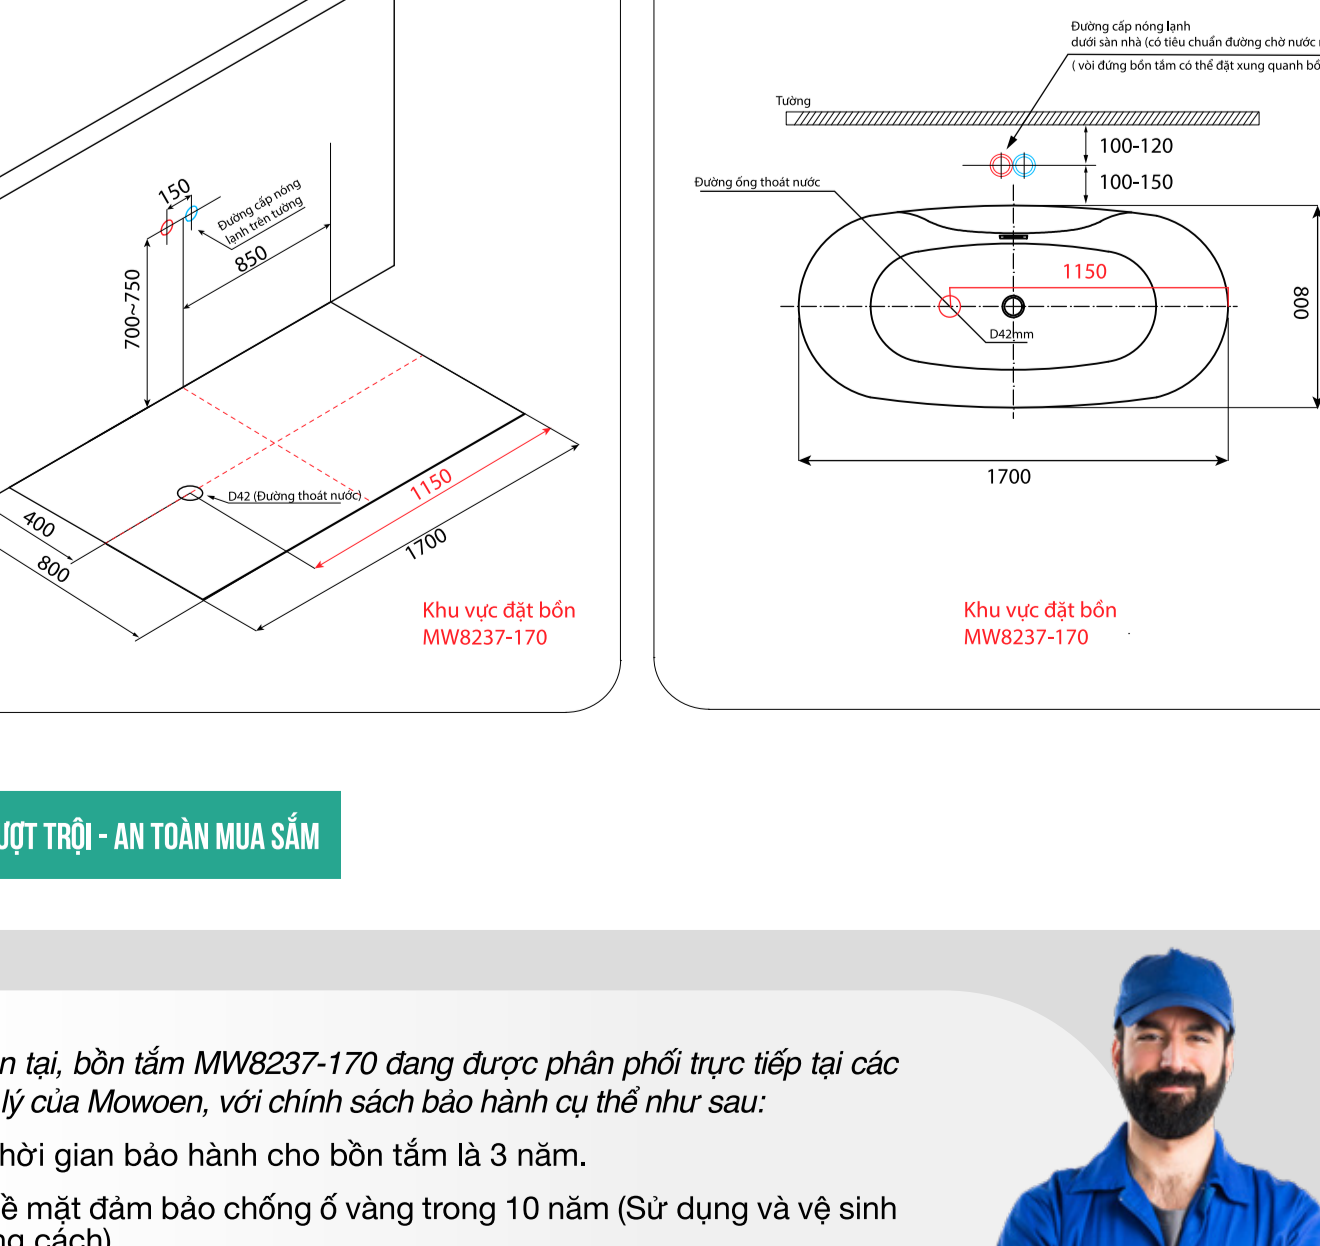 150
Đường cấp nóng
lạnh trên tường
850
700~750
D42 (Đường thoát nước)
400
800
1150
1700
Khu vực đặt bồn
MW8237-170
Đường cấp nóng lạnh
dưới sàn nhà (có tiêu chuẩn đường chờ nước
( vòi đứng bồn tắm có thể đặt xung quanh
Tường
100-120
100-150
Đường ống thoát nước
1150
D42mm
800
1700
Khu vực đặt bồn
MW8237-170
ƯỢT TRỘI - AN TOÀN MUA SẮM
n tại, bồn tắm MW8237-170 đang được phân phối trực tiếp tại các
lý của Mowoen, với chính sách bảo hành cụ thể như sau:
hời gian bảo hành cho bồn tắm là 3 năm.
ề mặt đảm bảo chống ố vàng trong 10 năm (Sử dụng và vệ sinh
ng cách)